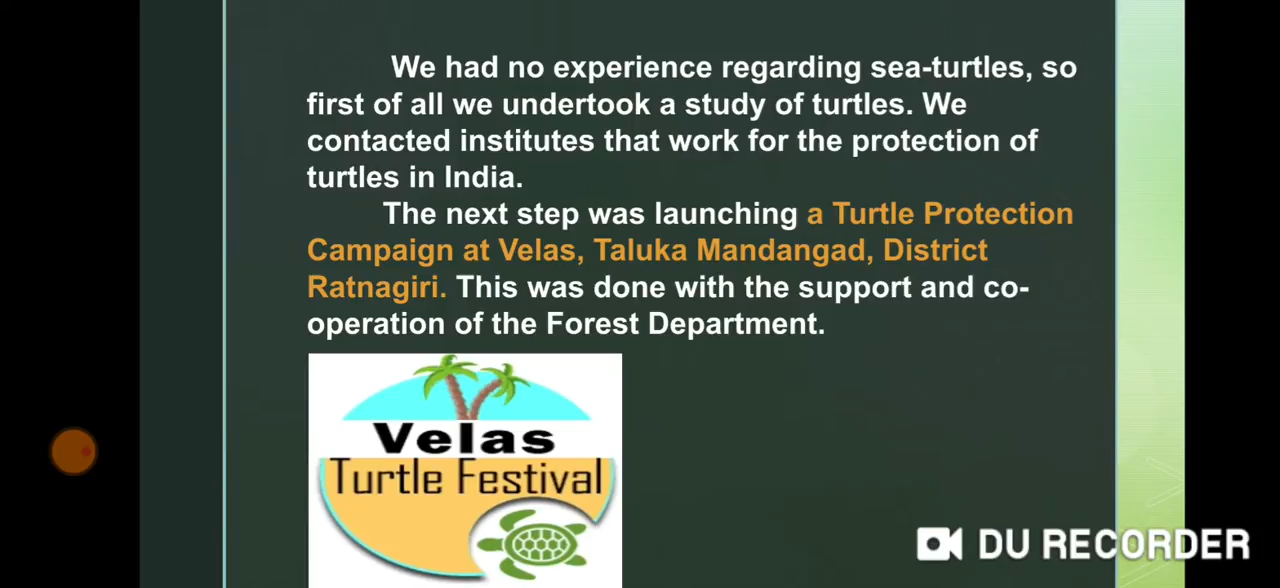 We had no experience regarding sea-turtles, so
first of all we undertook a study of turtles. We
contacted institutes that work for the protection of
turtles in India.
The next step was launching a Turtle Protection
Campaign at Velas, Taluka Mandangad, District
Ratnagiri. This was done with the support and co-
operation of the Forest Department.
Velas
Turtle Festival
DU RECORDER